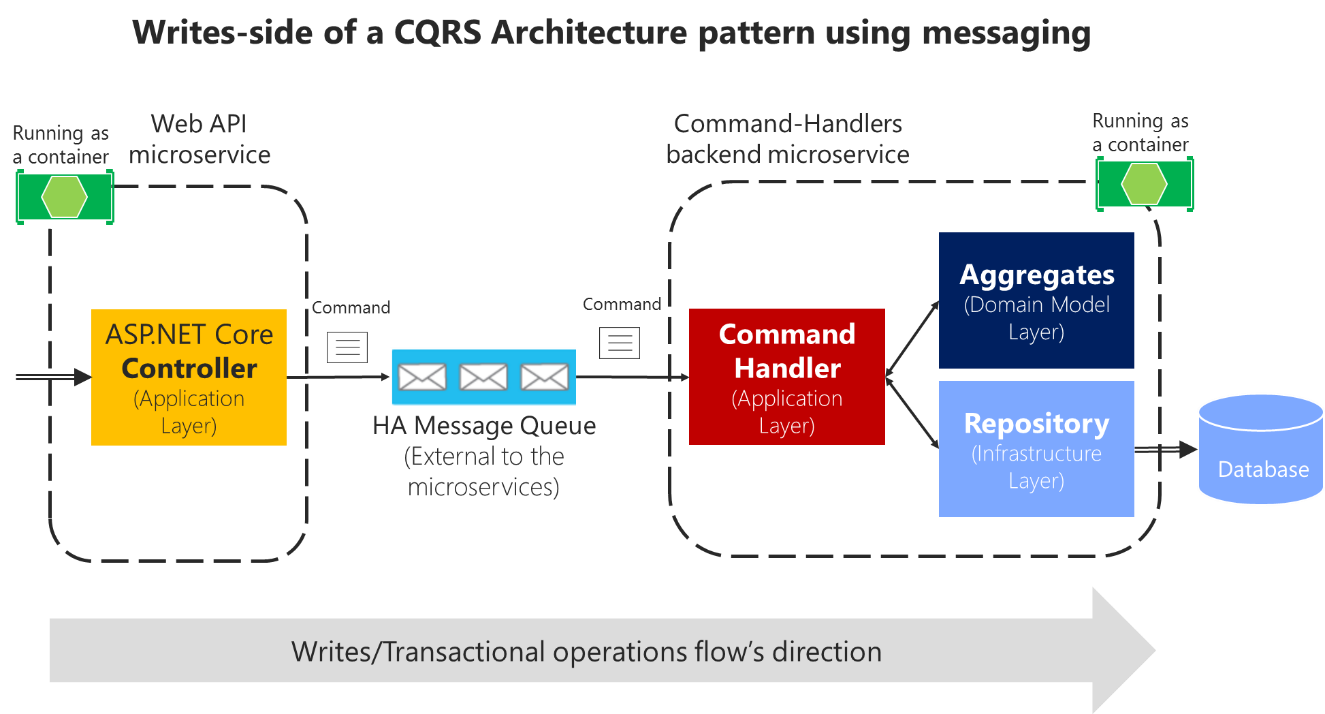 Writes-side of a CQRS Architecture pattern using messaging
Running as
a container
Web API
microservice
Command-Handlers
backend microservice
Running as
a container
ASP.NET Core
Controller
(Application
Layer)
Command
HA Message Queue
(External to the
microservices)
Command
Command
Handler
(Application
Layer)
Aggregates
(Domain Model
Layer)
Repository
(Infrastructure
Layer)
Database
Writes/Transactional operations flow's direction